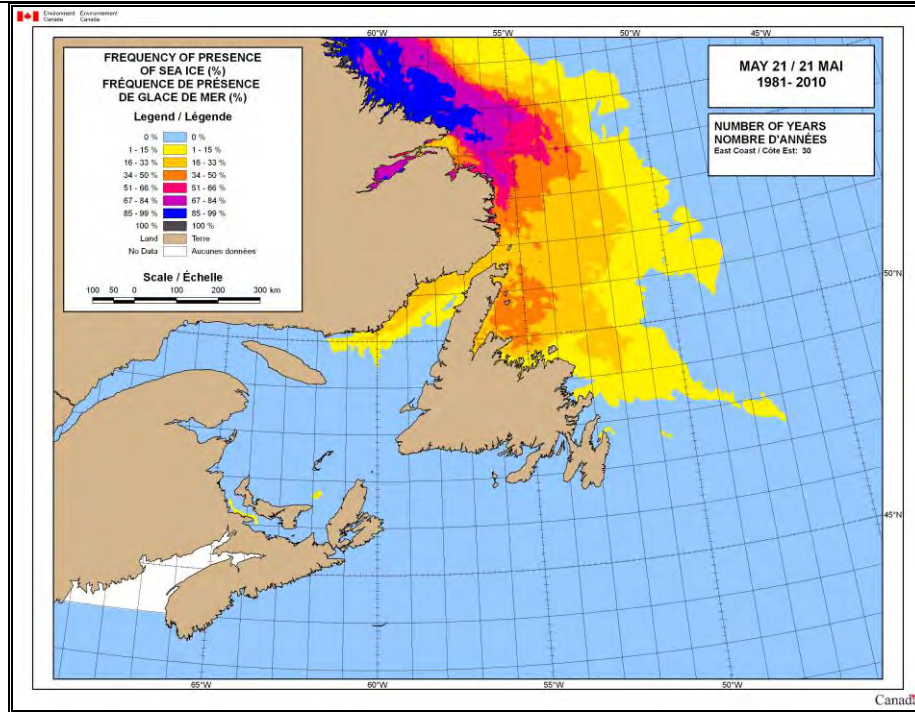 Environment Environnement
Canada Canada
60°W 55°W 50°W 45°W
FREQUENCY OF PRESENCE
OF SEA ICE (%)
FRÉQUENCE DE PRÉSENCE
DE GLACE DE MER (%)
Legend / Légende
0 % 0 %
1 - 15 % 1 - 15 %
16 - 33 % 16 - 33 %
34 - 50 % 34 - 50 %
51 - 66 % 51 - 66 %
67 - 84 % 67 - 84 %
85 - 99 % 85 - 99 %
100 % 100 %
Land Terre
No Data Aucunes données
Scale / Échelle
100 50 0 100 200 300 km
MAY 21 / 21 MAI
1981- 2010
NUMBER OF YEARS
NOMBRE D'ANNÉES
East Coast / Côte Est: 30
50°N
45°N
65°W 60°W 55°W 50°W
Canada